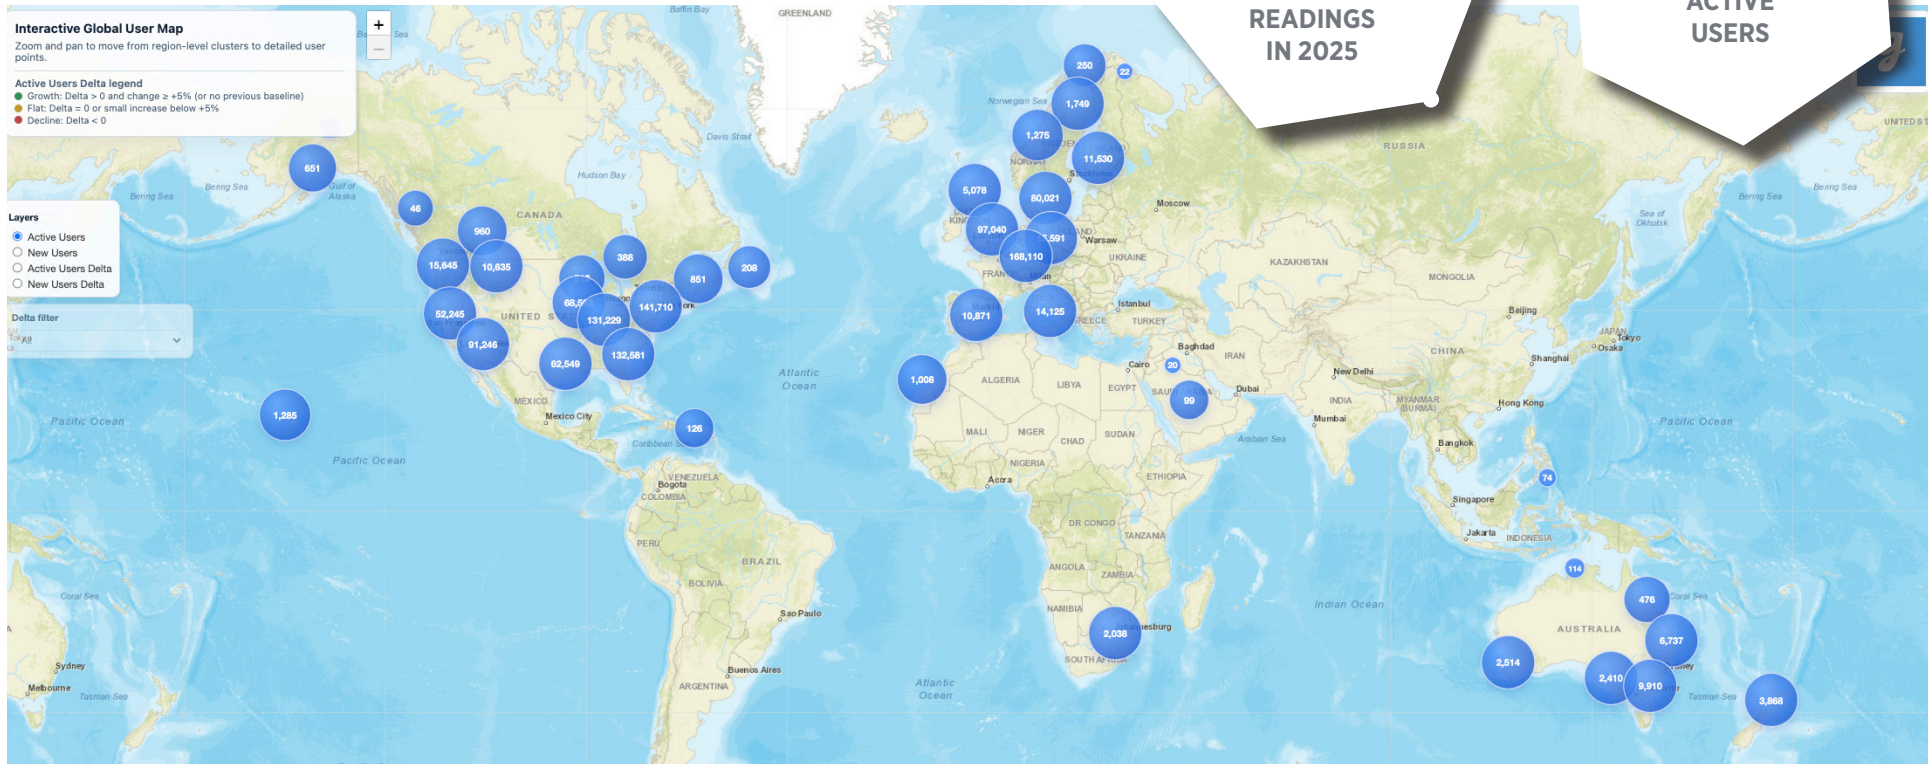 Interactive Global User Map
Zoom and pan to move from region-level clusters to detailed user
points.
Active Users Delta legend
Growth: Delta > 0 and change ≥ +5% (or no previous baseline)
Flat: Delta = 0 or small increase below +5%
Decline: Delta < 0
+
−
READINGS
IN 2025
ACTIVE
USERS
Layers
Active Users
New Users
Active Users Delta
New Users Delta
Delta filter
All
Baffin Bay
GREENLAND
Norwegian Sea
Davis Strait
Hudson Bay
Gulf of
Alaska
Bering Sea
Bering Sea
CANADA
RUSSIA
UNITED ST
Bering Sea
Bering Sea
Sea of
Okhotsk
Moscow
Warsaw
UKRAINE
KAZAKHSTAN
MONGOLIA
Istanbul
TURKEY
Beijing
JAPAN
Tokyo
Osaka
CHINA
Shanghai
Baghdad
IRAN
Cairo
New Delhi
Dubai
Atlantic
Ocean
ALGERIA
LIBYA
EGYPT
INDIA
MYANMAR
(BURMA)
Hong Kong
MEXICO
Mexico City
Pacific Ocean
Pacific Ocean
Pacific Ocean
Mumbai
MALI
NIGER
CHAD
SUDAN
Arabian Sea
Bangkok
NIGERIA
Accra
ETHIOPIA
VENEZUELA
Bogota
COLOMBIA
Singapore
Jakarta
INDONESIA
DR CONGO
TANZANIA
PERU
BRAZIL
ANGOLA
ZAMBIA
BOLIVIA
NAMIBIA
Indian Ocean
Coral Sea
Coral Sea
Sao Paulo
AUSTRALIA
Sydney
Melbourne
Tasman Sea
Buenos Aires
ARGENTINA
Atlantic
Ocean
Tasman Sea
250
22
1,749
1,275
11,530
651
46
5,078
80,021
960
97,040
168,110
15,645
10,635
388
851
208
141,710
52,245
131,229
91,246
62,549
132,581
10,871
14,125
1,008
20
99
1,285
126
74
114
476
2,038
6,737
2,514
2,410
9,910
3,868